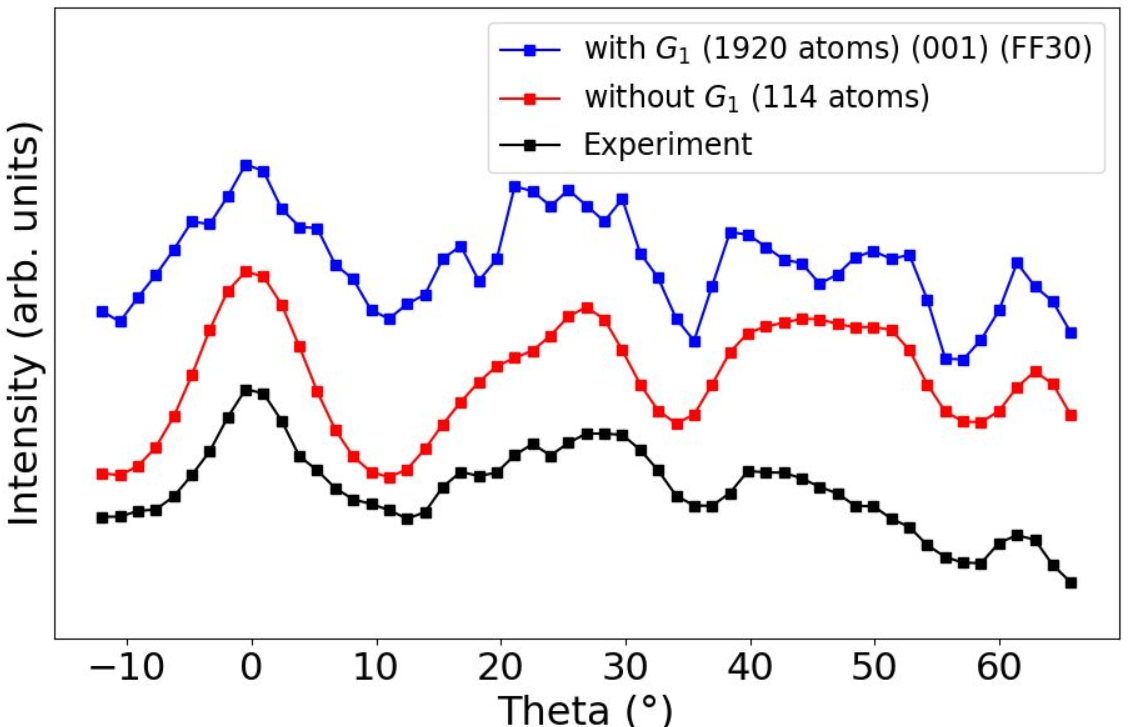 with G₁ (1920 atoms) (001) (FF30)
without G₁ (114 atoms)
Experiment
Intensity (arb. units)
−10 0 10 20 30 40 50 60
Theta (°)